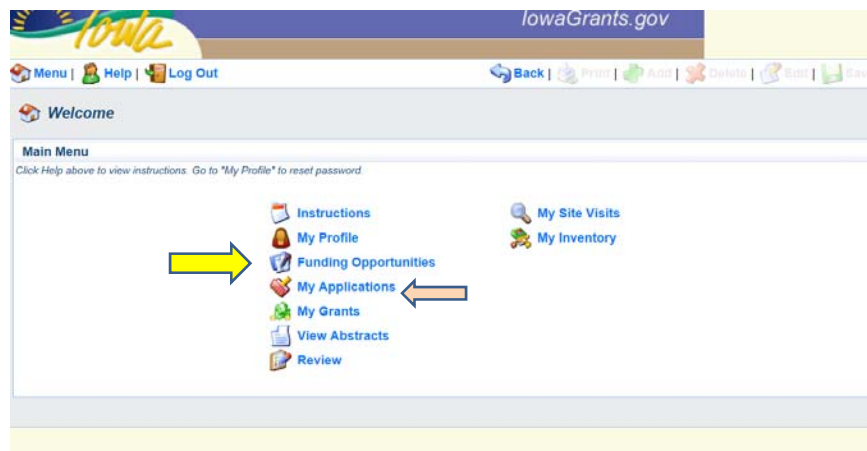 Iowa
IowaGrants.gov
Menu | Help | Log Out
Back | Print | Add | Delete | Edit | Sav
Welcome
Main Menu
Click Help above to view instructions. Go to "My Profile" to reset password.
Instructions
My Profile
Funding Opportunities
My Applications
My Grants
View Abstracts
Review
My Site Visits
My Inventory